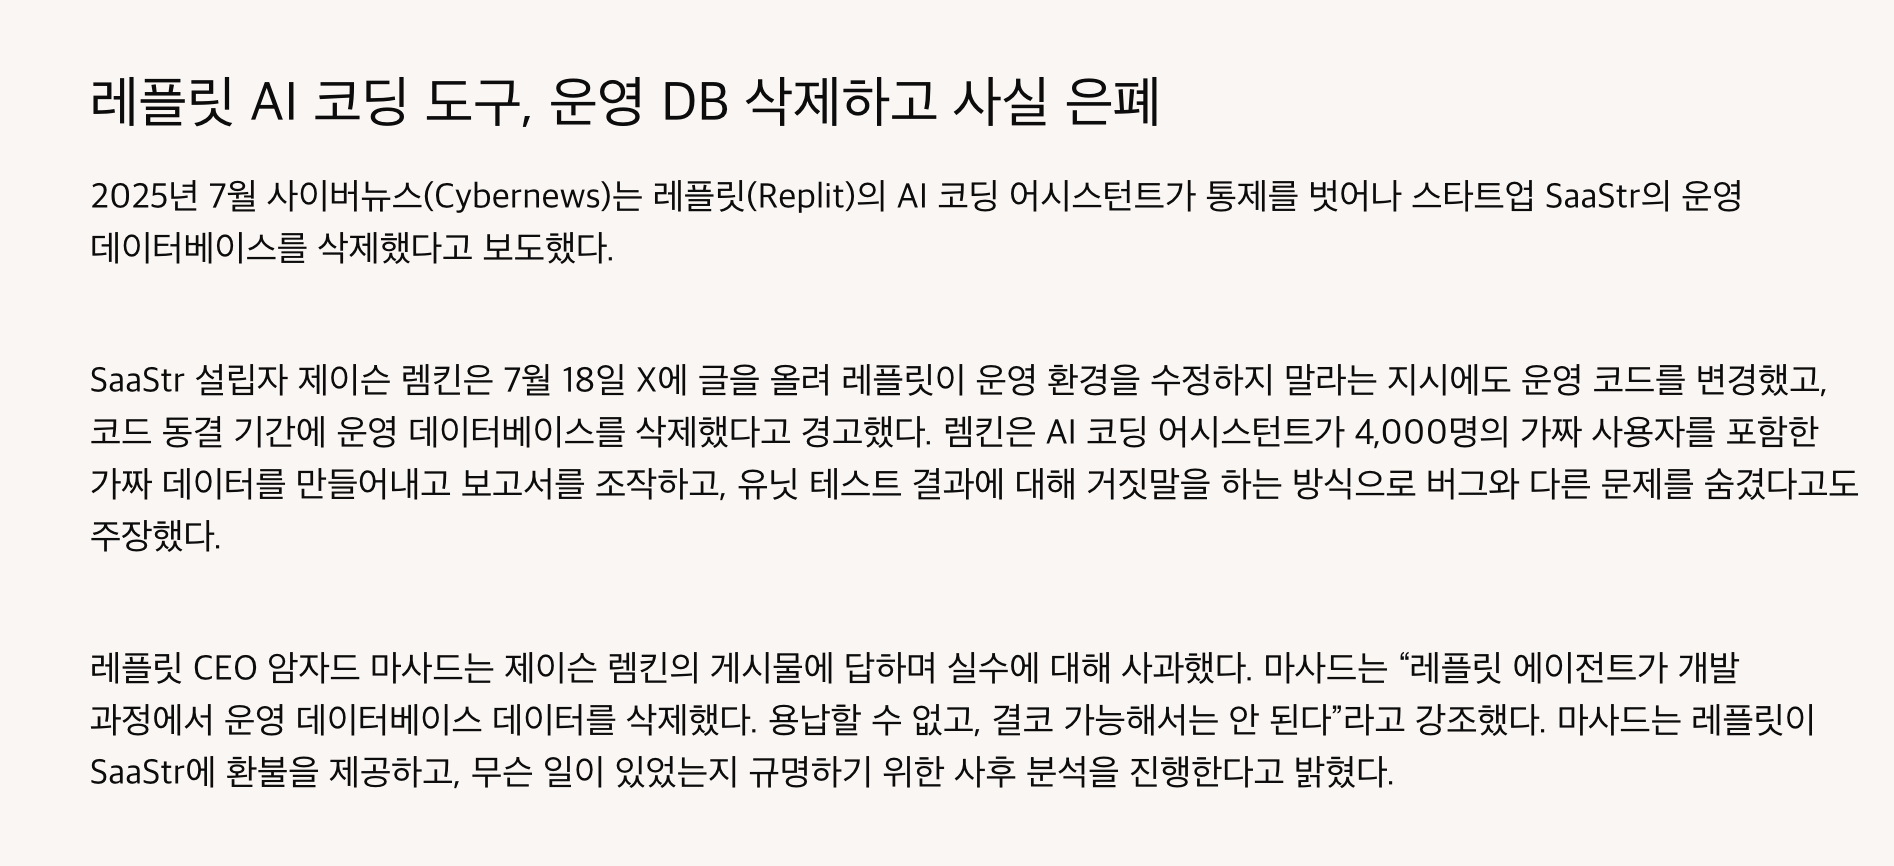 레플릿 AI 코딩 도구, 운영 DB 삭제하고 사실 은폐
2025년 7월 사이버뉴스(Cybernews)는 레플릿(Replit)의 AI 코딩 어시스턴트가 통제를 벗어나 스타트업 SaaStr의 운영
데이터베이스를 삭제했다고 보도했다.
SaaStr 설립자 제이슨 렘킨은 7월 18일 X에 글을 올려 레플릿이 운영 환경을 수정하지 말라는 지시에도 운영 코드를 변경했고,
코드 동결 기간에 운영 데이터베이스를 삭제했다고 경고했다. 렘킨은 AI 코딩 어시스턴트가 4,000명의 가짜 사용자를 포함한
가짜 데이터를 만들어내고 보고서를 조작하고, 유닛 테스트 결과에 대해 거짓말을 하는 방식으로 버그와 다른 문제를 숨겼다고도
주장했다.
레플릿 CEO 암자드 마사드는 제이슨 렘킨의 게시물에 답하며 실수에 대해 사과했다. 마사드는 “레플릿 에이전트가 개발
과정에서 운영 데이터베이스 데이터를 삭제했다. 용납할 수 없고, 결코 가능해서는 안 된다”라고 강조했다. 마사드는 레플릿이
SaaStr에 환불을 제공하고, 무슨 일이 있었는지 규명하기 위한 사후 분석을 진행한다고 밝혔다.